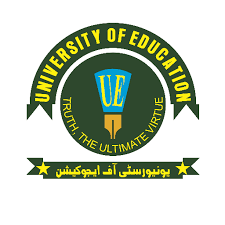 UNIVERSITY OF EDUCATION
UE
TRUTH, THE ULTIMATE VIRTUE
یونیورسٹی آف ایجوکیشن